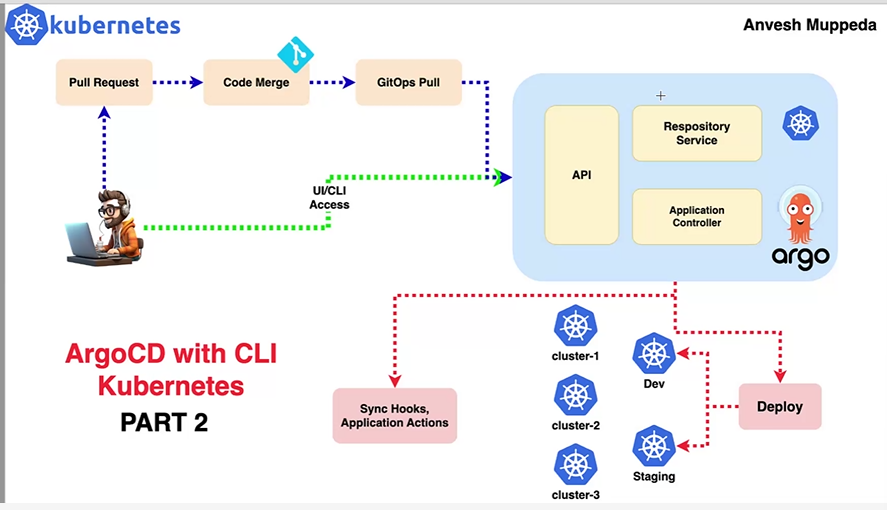 kubernetes
Anvesh Muppeda
Pull Request
Code Merge
GitOps Pull
API
Respository
Service
Application
Controller
argo
UI/CLI
Access
ArgoCD with CLI
Kubernetes
PART 2
Sync Hooks,
Application Actions
cluster-1
cluster-2
cluster-3
Dev
Staging
Deploy